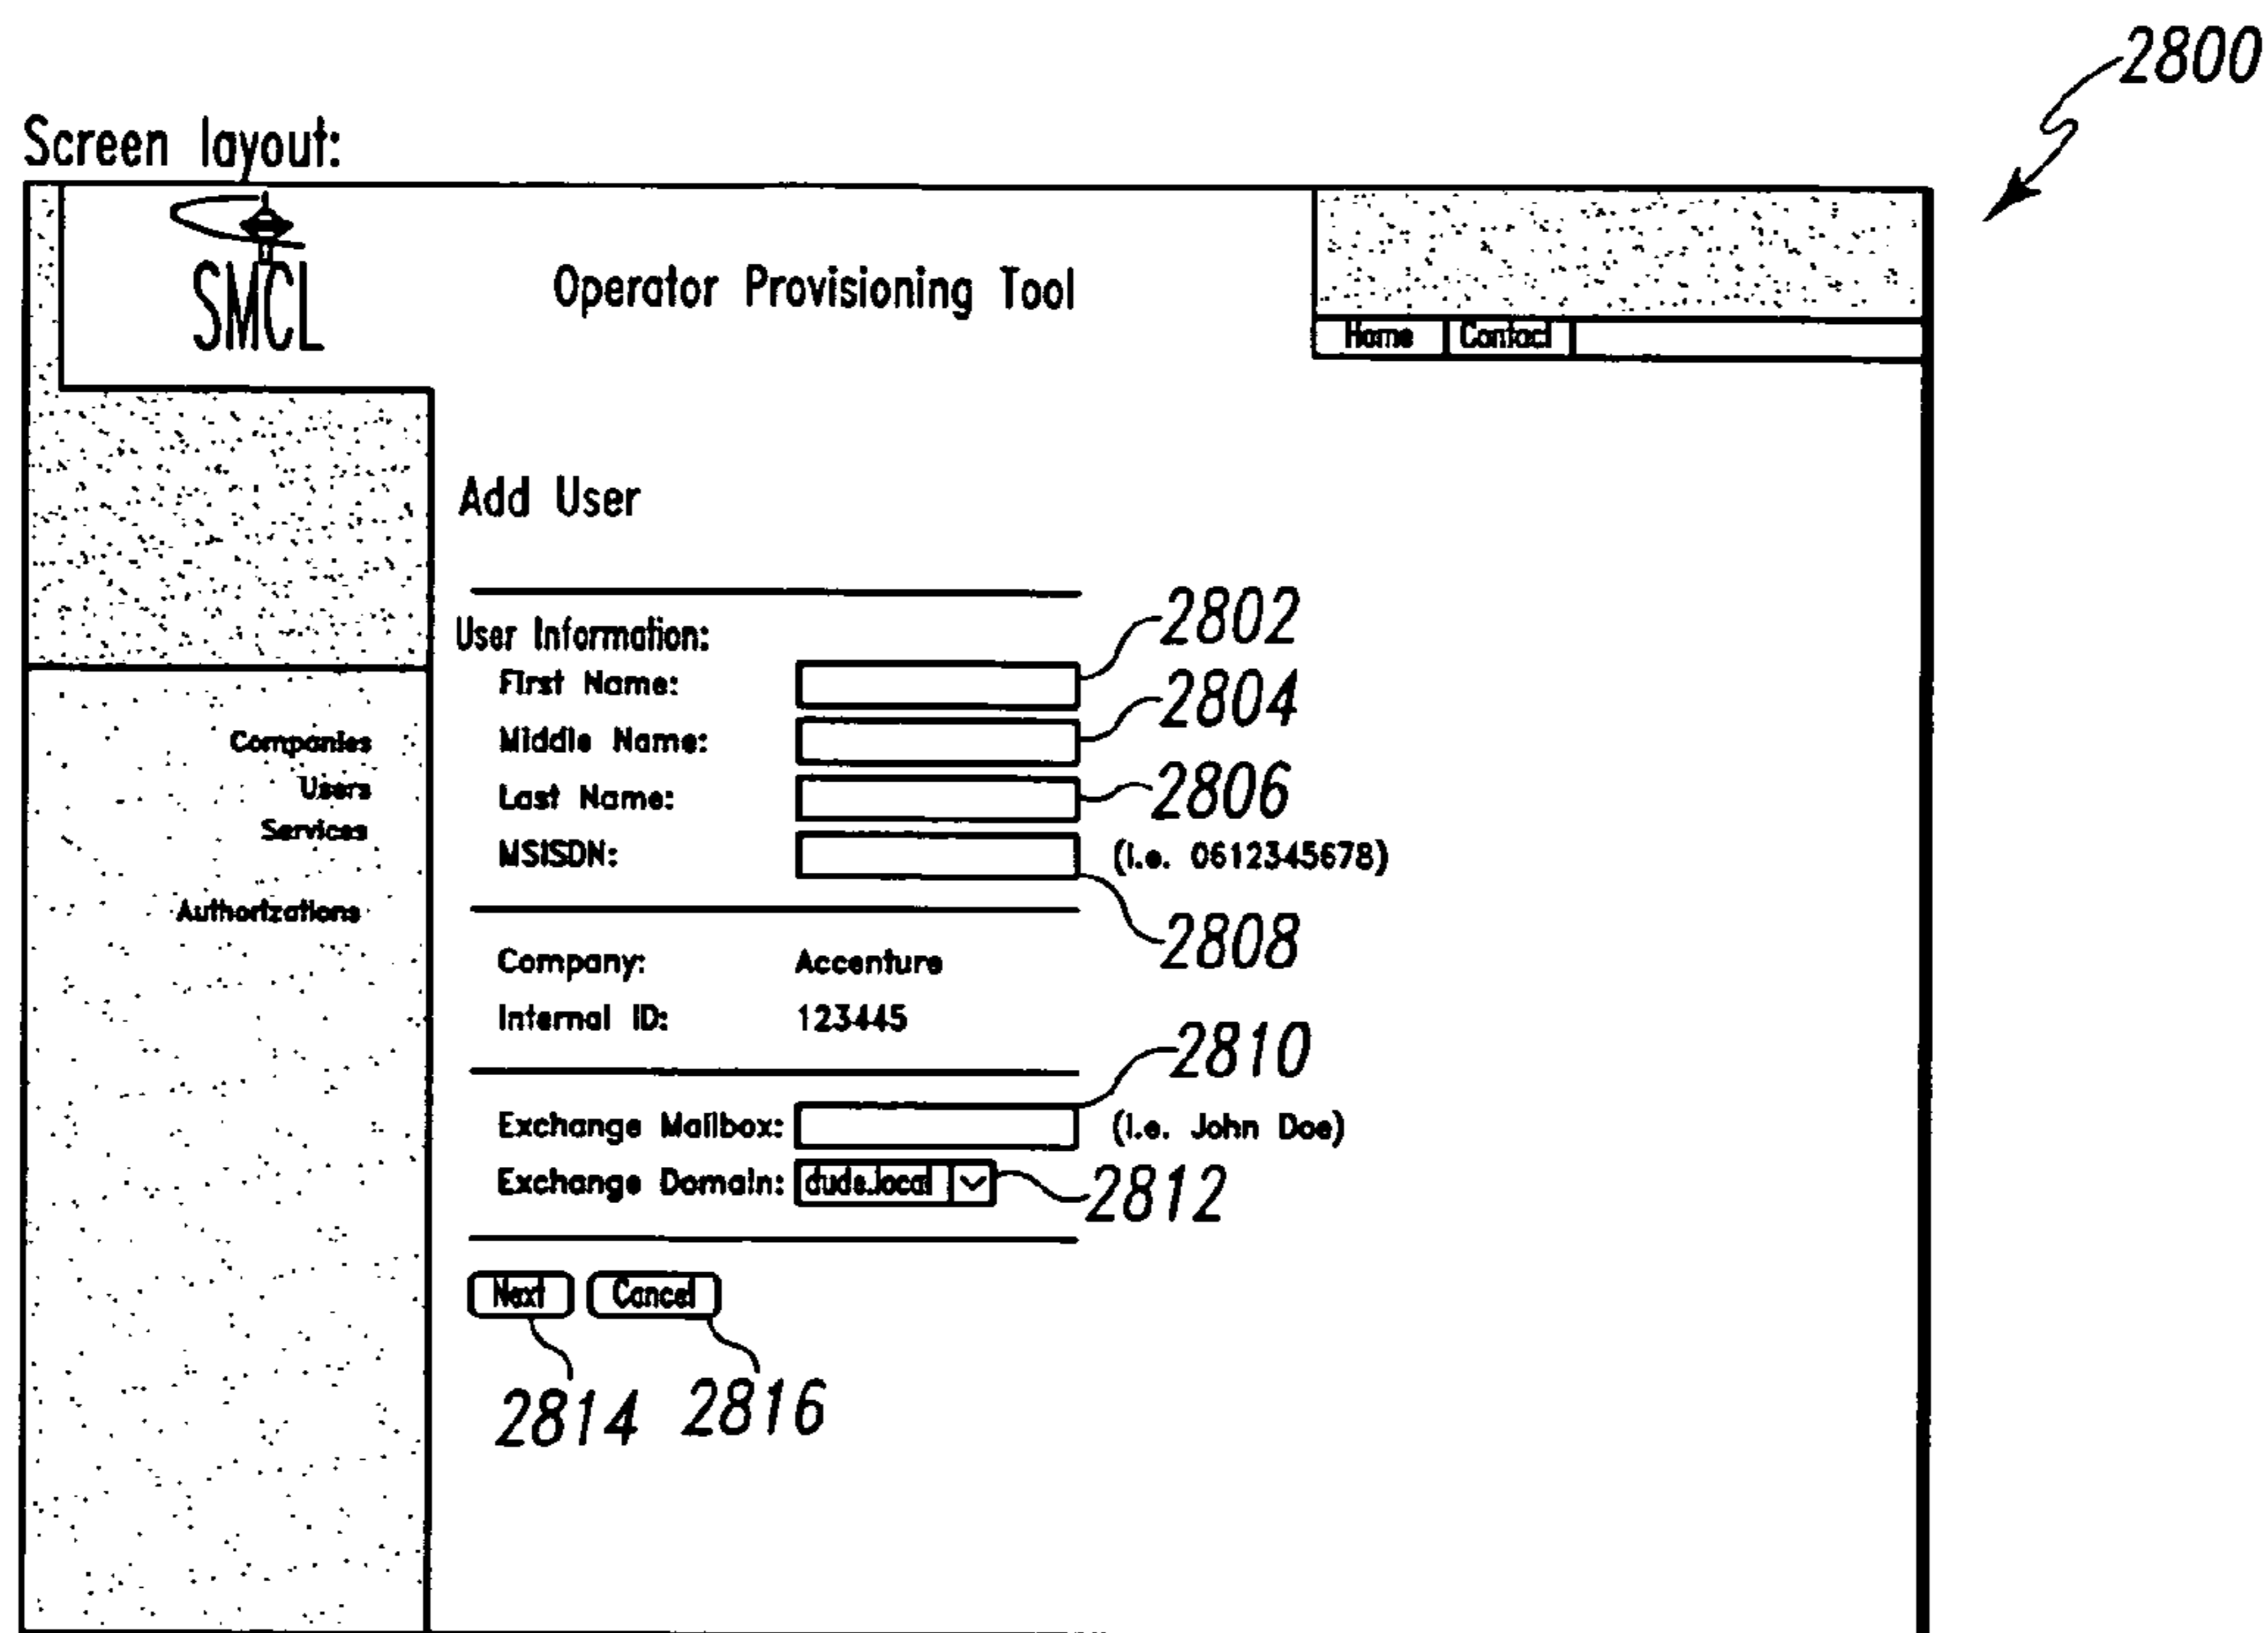 2800
Screen layout:
SMCL
Operator Provisioning Tool
Home Contact
Add User
User Information:
First Name:
2802
Middle Name:
2804
Last Name:
2806
MSISDN: (i.e. 0612345678)
2808
Companies
Users
Services
Authorizations
Company: Accenture
Internal ID: 123445
2810
Exchange Mailbox: (i.e. John Doe)
Exchange Domain: dude.local
2812
Next Cancel
2814 2816